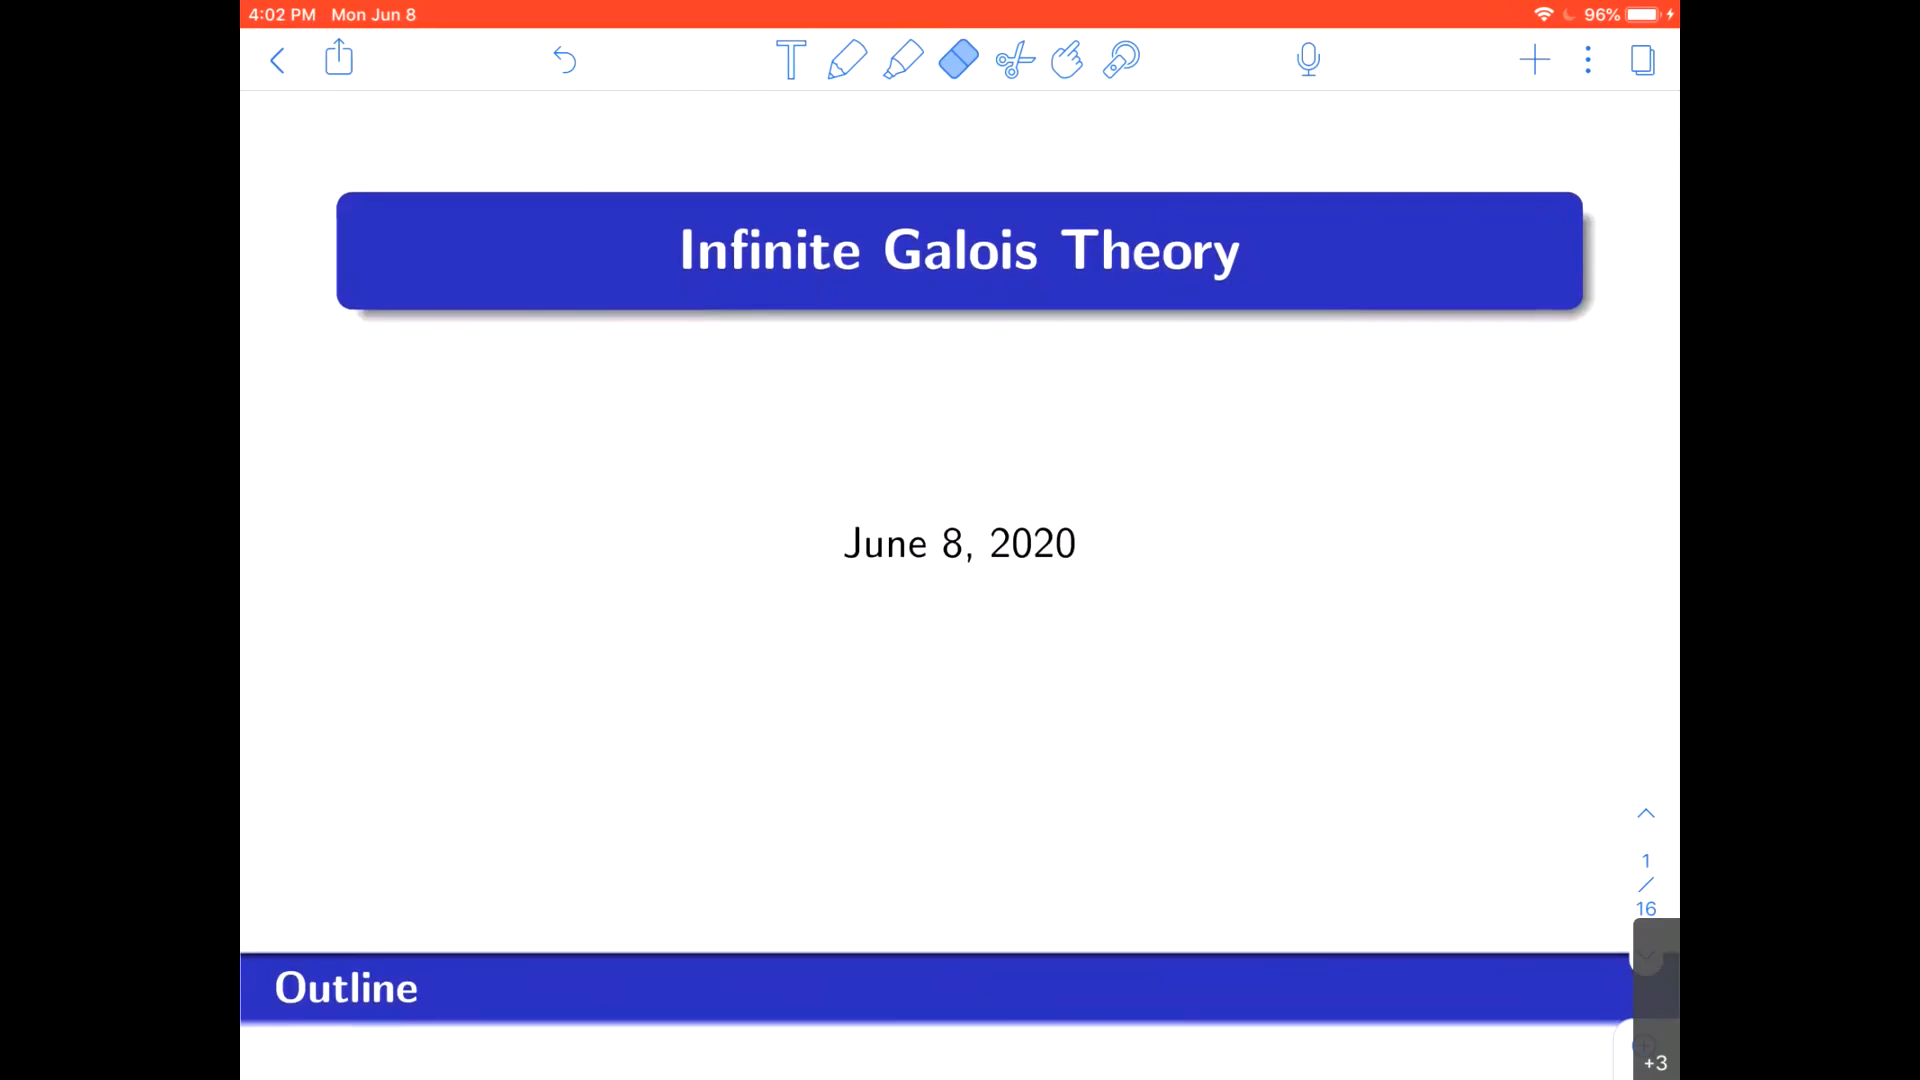 4:02 PM Mon Jun 8
96%
Infinite Galois Theory
June 8, 2020
1
/
16
Outline
+3